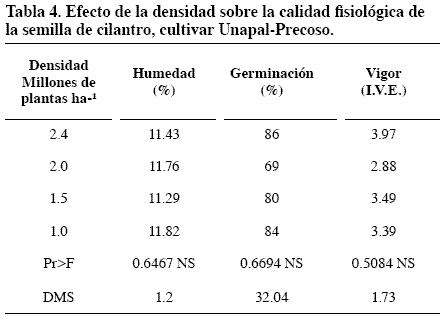 Tabla 4. Efecto de la densidad sobre la calidad fisiológica de
la semilla de cilantro, cultivar Unapal-Precoso.
Densidad
Millones de
plantas ha-¹
Humedad
(%)
Germinación
(%)
Vigor
(I.V.E.)
2.4 11.43 86 3.97
2.0 11.76 69 2.88
1.5 11.29 80 3.49
1.0 11.82 84 3.39
Pr>F 0.6467 NS 0.6694 NS 0.5084 NS
DMS 1.2 32.04 1.73